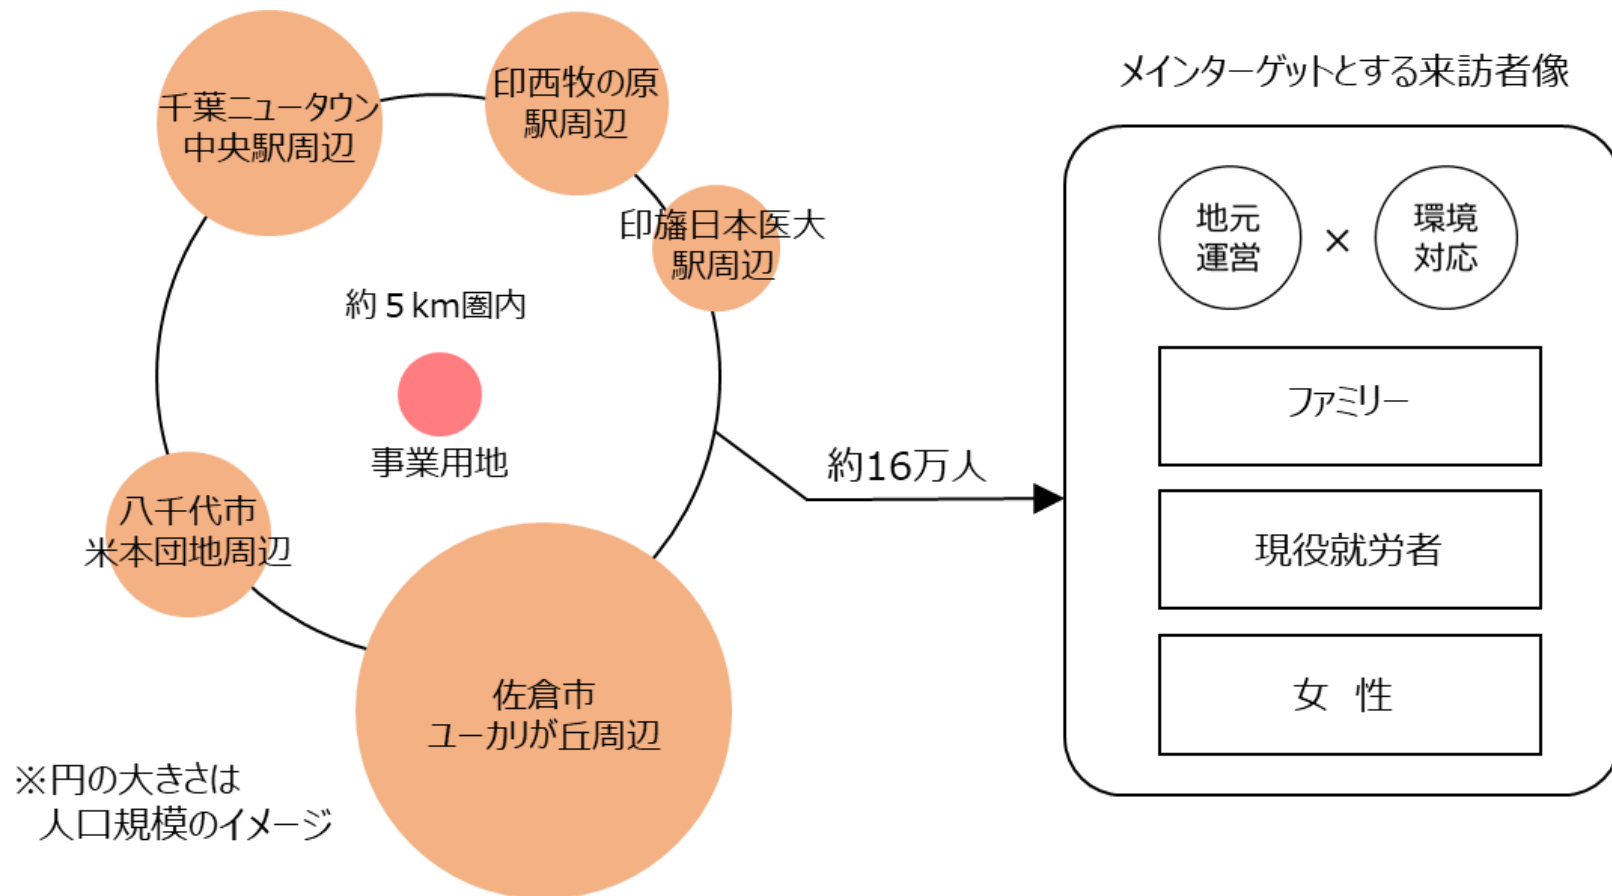 千葉ニュータウン
中央駅周辺
印西牧の原
駅周辺
印旛日本医大
駅周辺
約５km圏内
事業用地
八千代市
米本団地周辺
佐倉市
ユーカリが丘周辺
※円の大きさは
人口規模のイメージ
約16万人
メインターゲットとする来訪者像
地元
運営
×
環境
対応
ファミリー
現役就労者
女 性